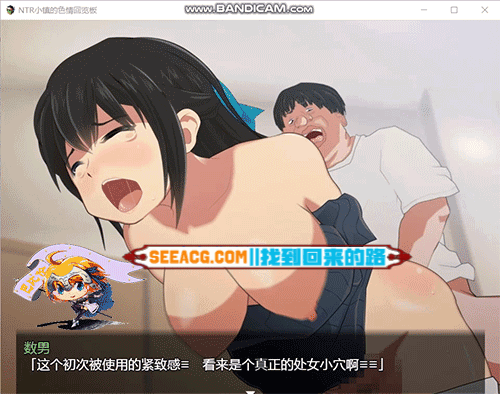 NTR小镇的色情回览板
www.BANDICAM.com
SEEACG.COM||找到回来的路
数男
「这个初次被使用的紧致感≡　看来是个真正的处女小穴啊≡≡」